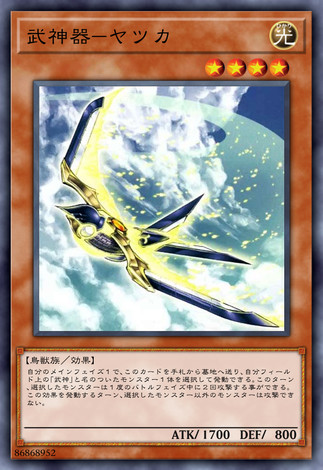 武神器−ヤツカ
光
[鳥獣族／効果]
自分のメインフェイズ１で、このカードを手札から墓地へ送り、自分フィール
ド上の「武神」と名のついたモンスター１体を選択して発動できる。このターン、
選択したモンスターは１度のバトルフェイズ中に２回攻撃する事ができる。
この効果を発動するターン、選択したモンスター以外のモンスターは攻撃で
きない。
ATK/ 1700 DEF/ 800
86868952